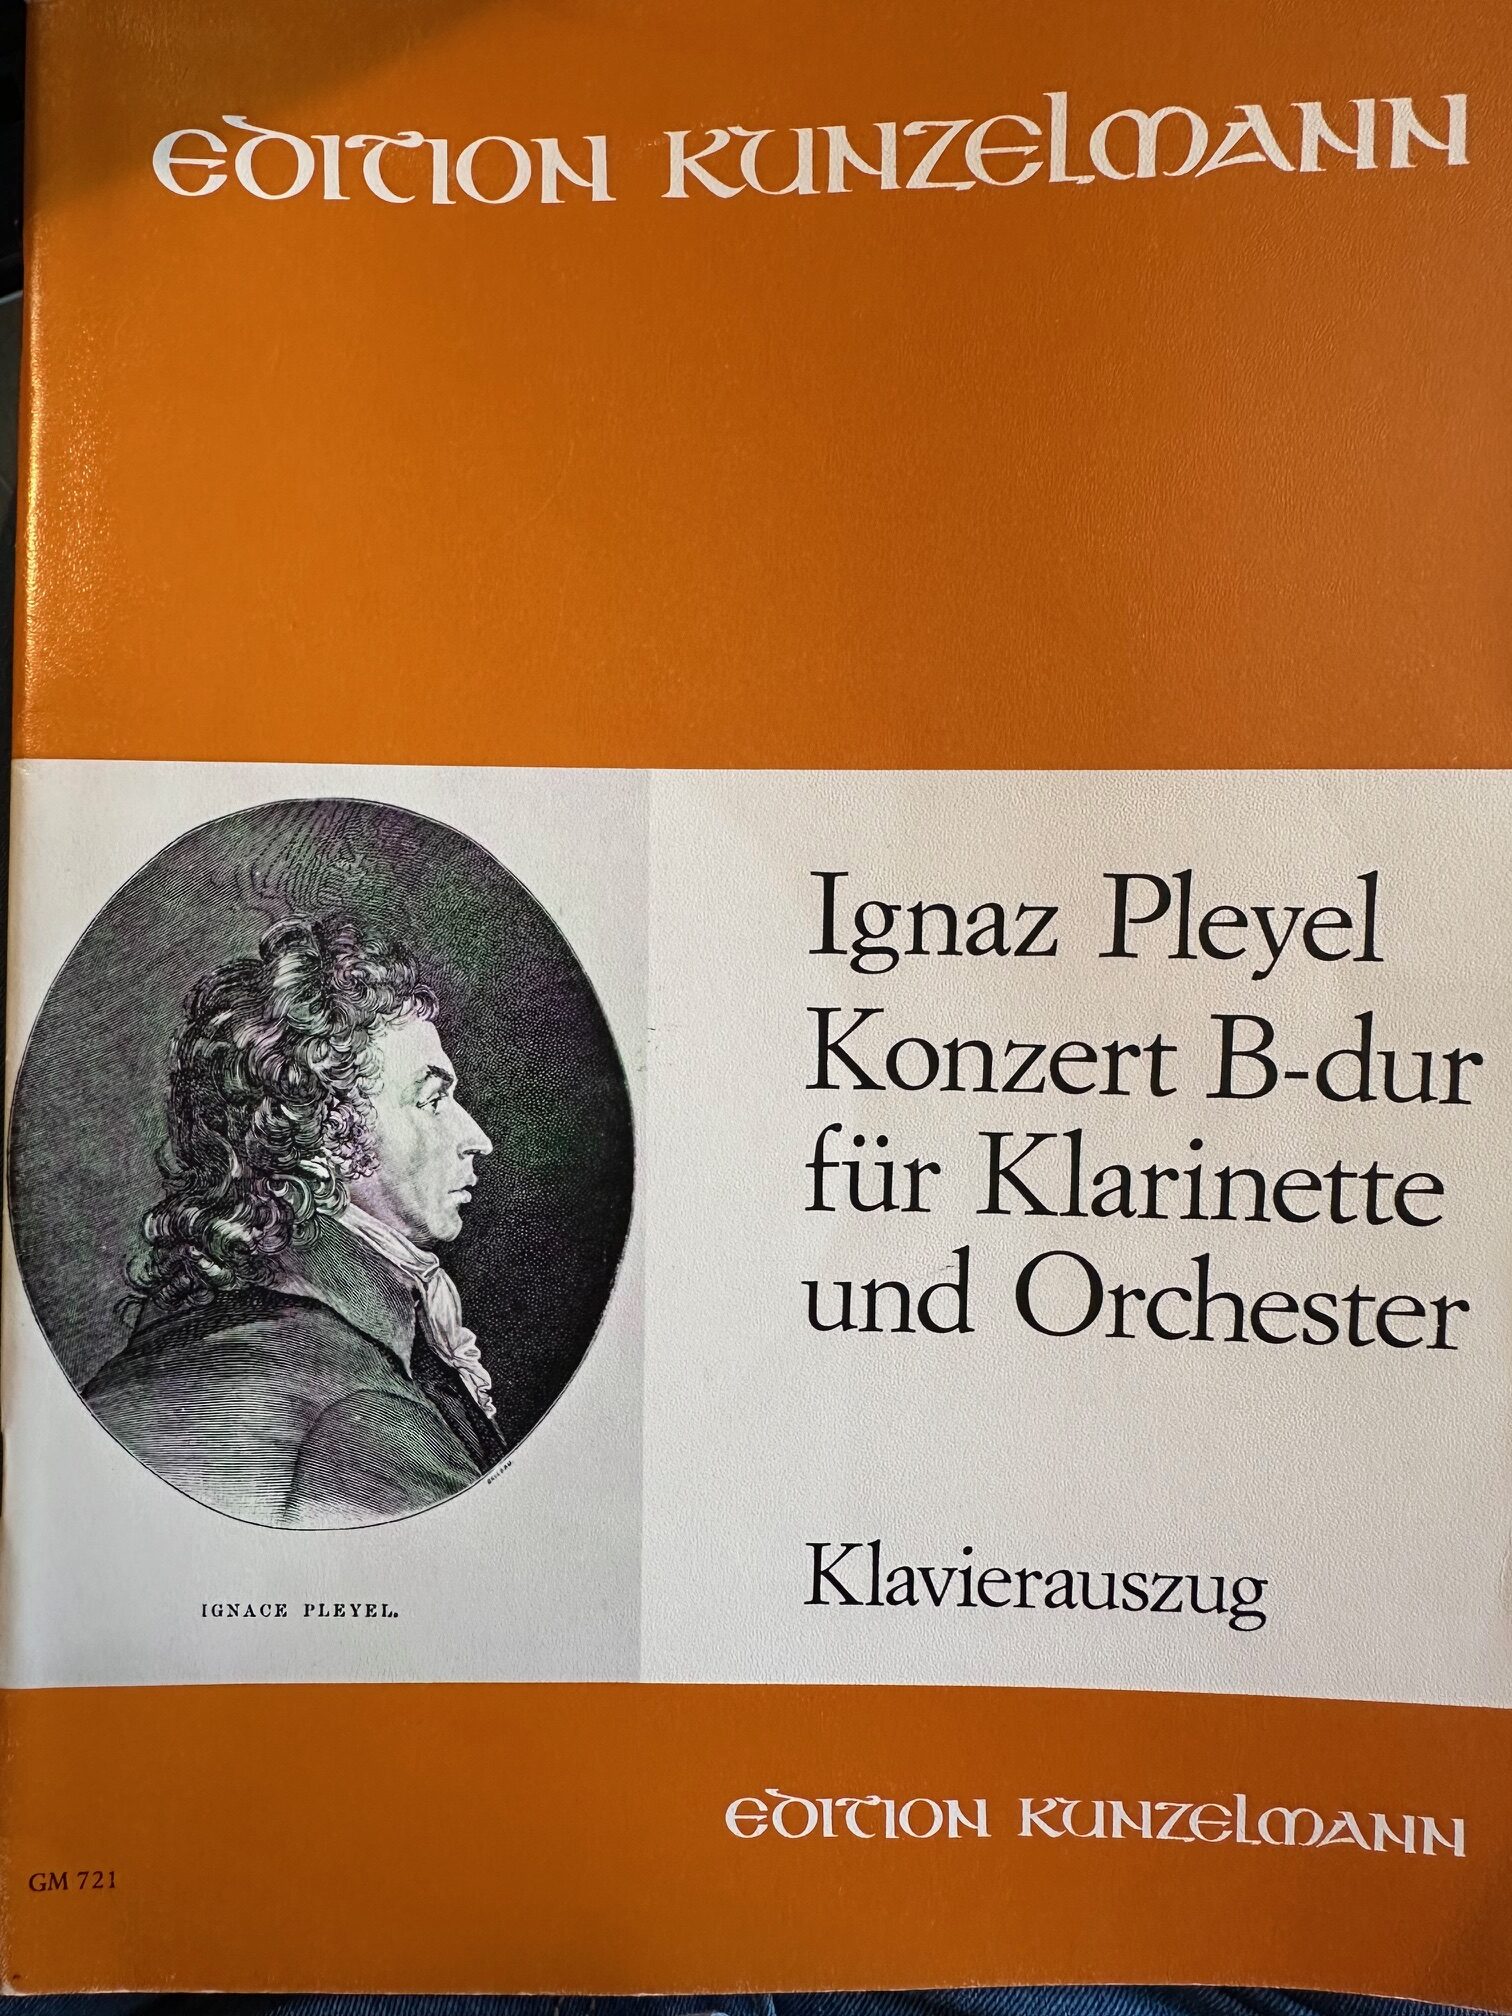 EDITION KUNZELMANN
Ignaz Pleyel
Konzert B-dur
für Klarinette
und Orchester
Klavierauszug
IGNACE PLEYEL.
EDITION KUNZELMANN
GM 721